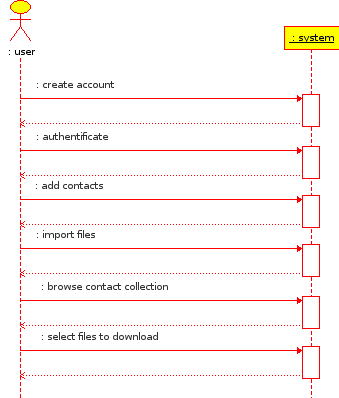 : system
: user
: create account
: authentificate
: add contacts
: import files
: browse contact collection
: select files to download